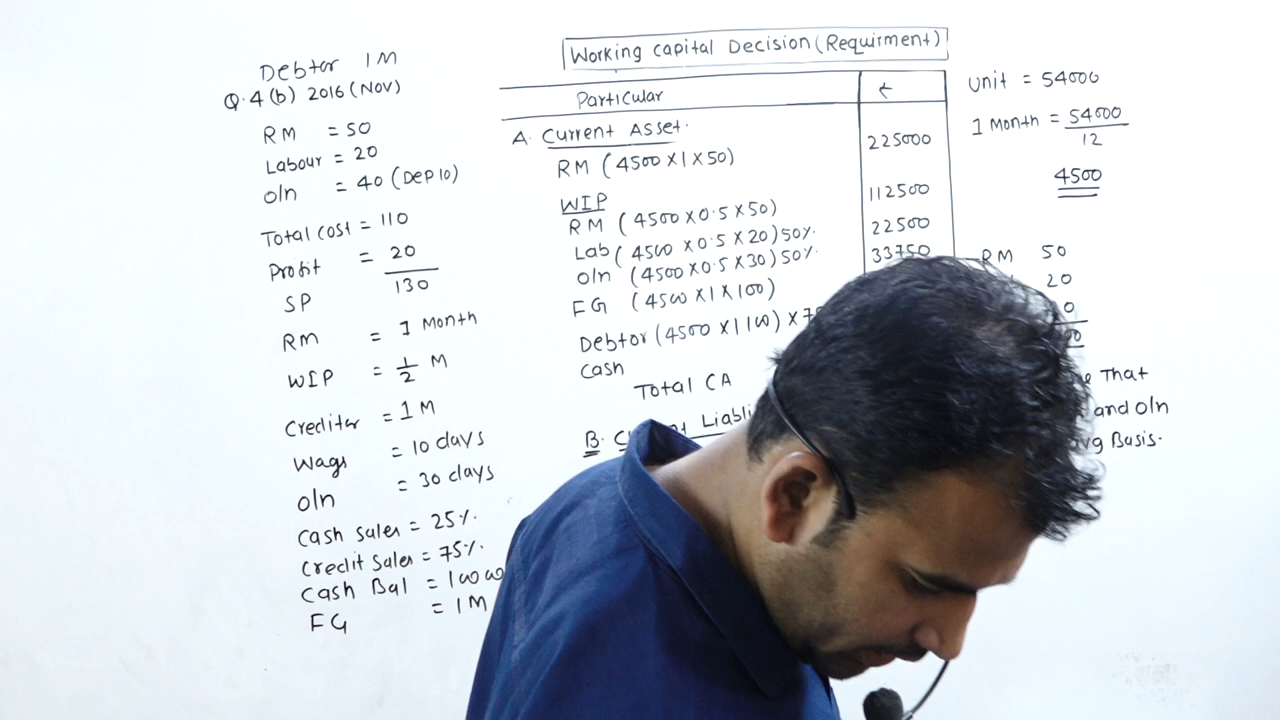 Working Capital Decision (Requirment)
Debtor 1M
Q.4(b) 2016 (Nov)
RM = 50
Labour = 20
O/n = 40 (Dep 10)
Total cost = 110
Profit = 20
SP 130
RM = 1 Month
WIP = 1/2 M
Crediter = 1M
Wags = 10 days
O/n = 30 days
Cash Sales = 25%.
Credit Sales = 75%.
Cash Bal
FG = 1M
Particular ₹
A. Current Asset.
RM (4500 x 1 x 50) 225000
WIP
RM (4500 x 0.5 x 50) 112500
Lab (4500 x 0.5 x 20) 50%. 22500
O/n (4500 x 0.5 x 30) 50%. 33750
FG (4500 x 1 x 100)
Debtor (4500 x 1 100) x
Cash
Total CA
B.
Unit = 54000
1 Month = 54000
12
4500
RM 50
20
That
and O/n
Basis.